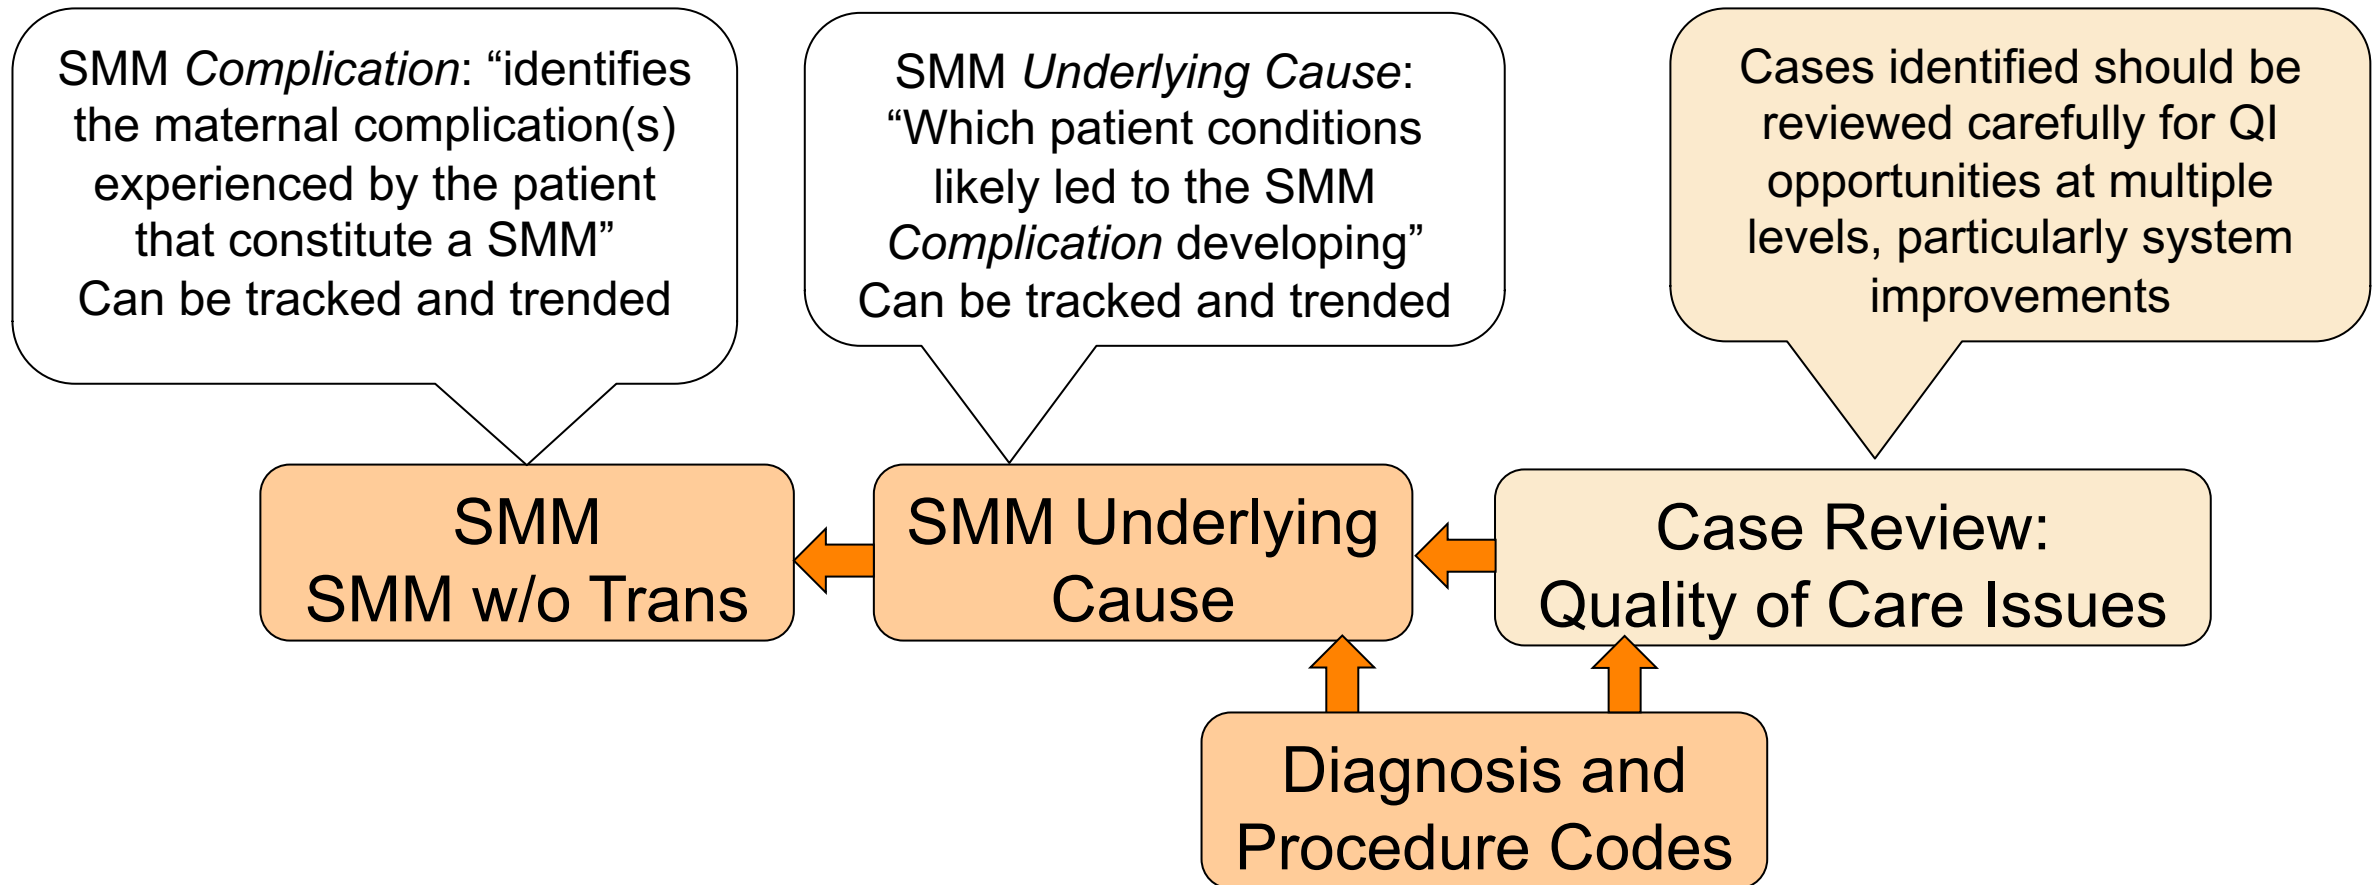 SMM Complication: “identifies
the maternal complication(s)
experienced by the patient
that constitute a SMM”
Can be tracked and trended
SMM Underlying Cause:
“Which patient conditions
likely led to the SMM
Complication developing”
Can be tracked and trended
Cases identified should be
reviewed carefully for QI
opportunities at multiple
levels, particularly system
improvements
SMM
SMM w/o Trans
SMM Underlying
Cause
Case Review:
Quality of Care Issues
Diagnosis and
Procedure Codes